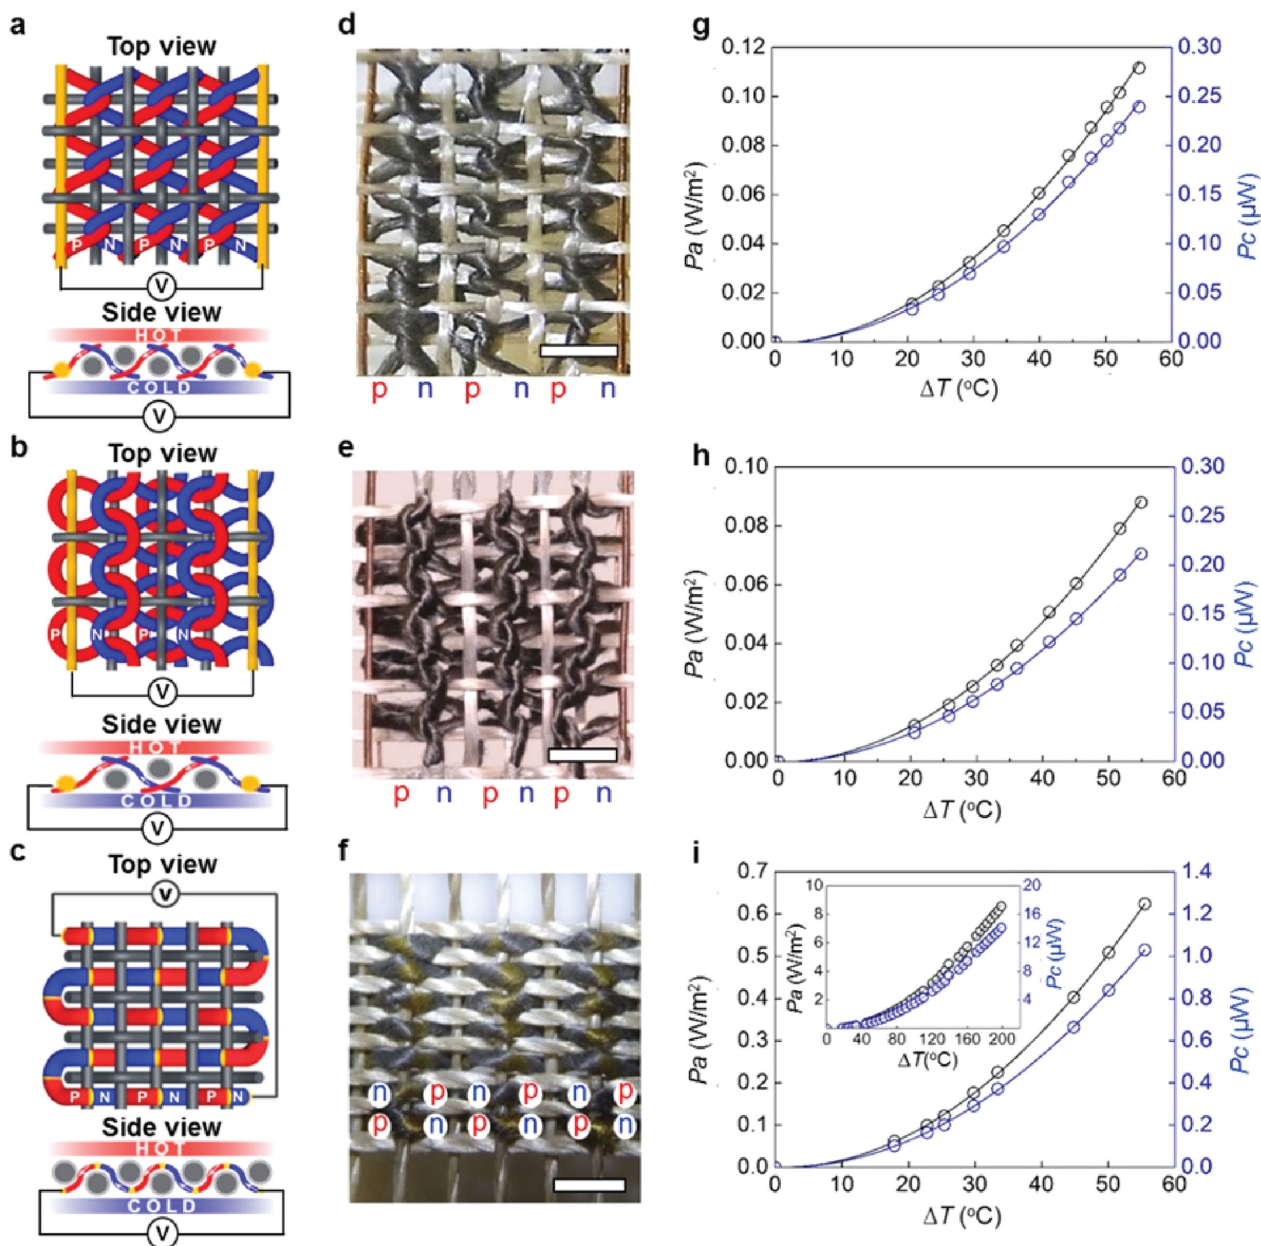 a
Top view
P N P N P N
V
Side view
HOT
COLD
V
b
Top view
P N P N
V
Side view
HOT
COLD
V
c
Top view
V
P N P N P N
Side view
HOT
COLD
V
d
p n p n p n
e
p n p n p n
f
n p n p n p
p n p n p n
g
0.12 0.10 0.08 0.06 0.04 0.02 0.00
Pa (W/m²)
0 10 20 30 40 50 60
ΔT (°C)
0.30 0.25 0.20 0.15 0.10 0.05 0.00
Pc (µW)
h
0.10 0.08 0.06 0.04 0.02 0.00
Pa (W/m²)
0 10 20 30 40 50 60
ΔT (°C)
0.30 0.25 0.20 0.15 0.10 0.05 0.00
Pc (µW)
i
0.7 0.6 0.5 0.4 0.3 0.2 0.1 0.0
Pa (W/m²)
0 10 20 30 40 50 60
ΔT (°C)
1.4 1.2 1.0 0.8 0.6 0.4 0.2 0.0
Pc (µW)
10 8 6 4 2
Pa (W/m²)
0 40 80 120 160 200
ΔT(°C)
20 16 12 8 4
Pc (µW)